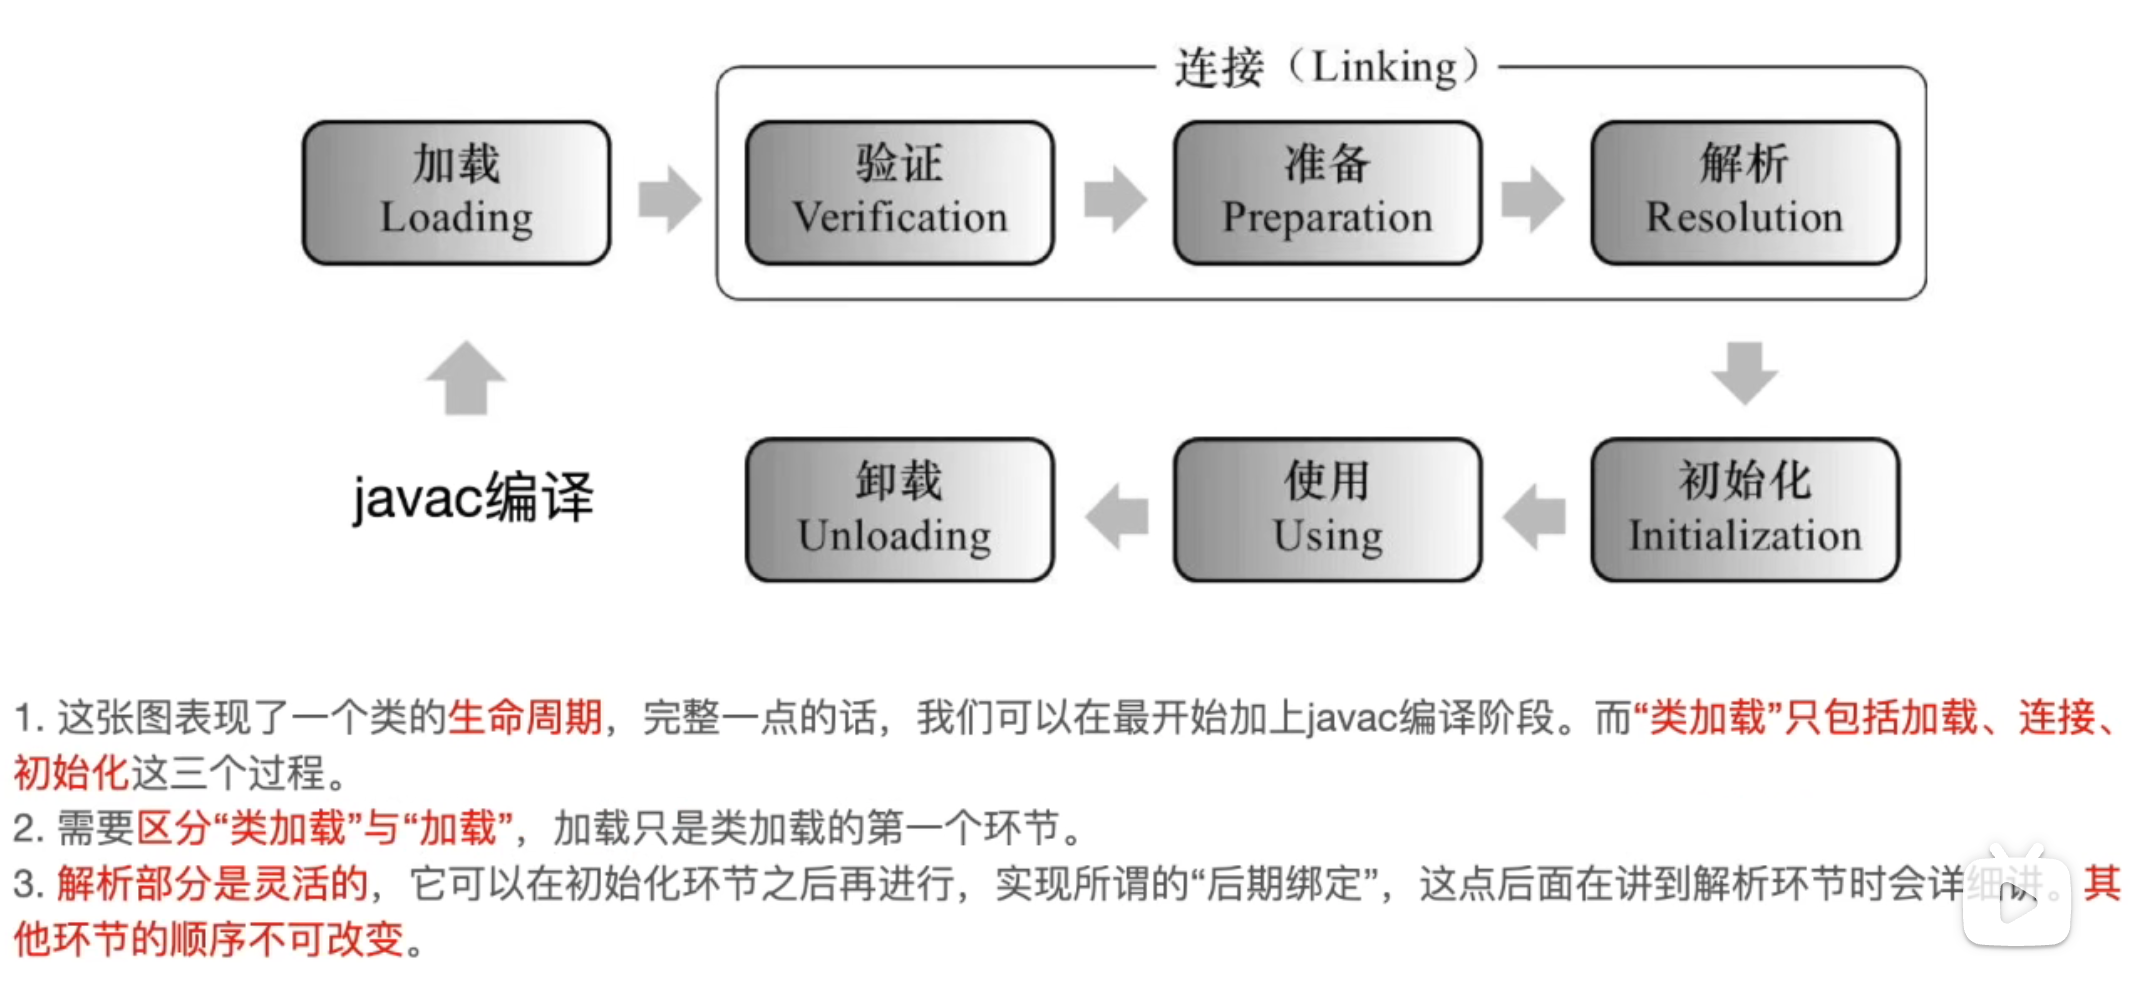 连接（Linking）
加载
Loading
验证
Verification
准备
Preparation
解析
Resolution
javac编译
卸载
Unloading
使用
Using
初始化
Initialization
1. 这张图表现了一个类的生命周期，完整一点的话，我们可以在最开始加上javac编译阶段。而“类加载”只包括加载、连接、
初始化这三个过程。
2. 需要区分“类加载”与“加载”，加载只是类加载的第一个环节。
3. 解析部分是灵活的，它可以在初始化环节之后再进行，实现所谓的“后期绑定”，这点后面在讲到解析环节时会详细讲。其
他环节的顺序不可改变。